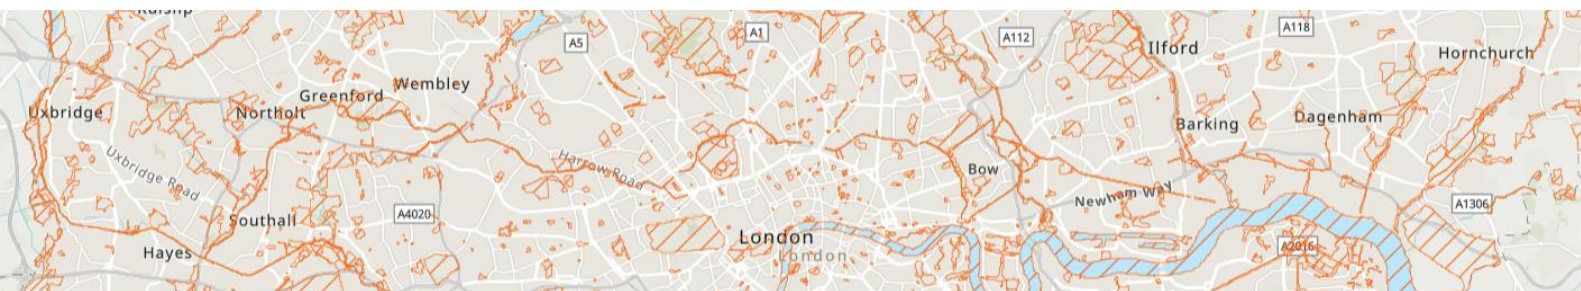 Ruislip
A5
A1
A112
A118
Ilford
Hornchurch
Wembley
Greenford
Uxbridge
Northolt
Barking
Dagenham
Uxbridge Road
Harrow Road
Bow
Newham Way
A1306
Southall
A4020
London
London
Hayes
A2016